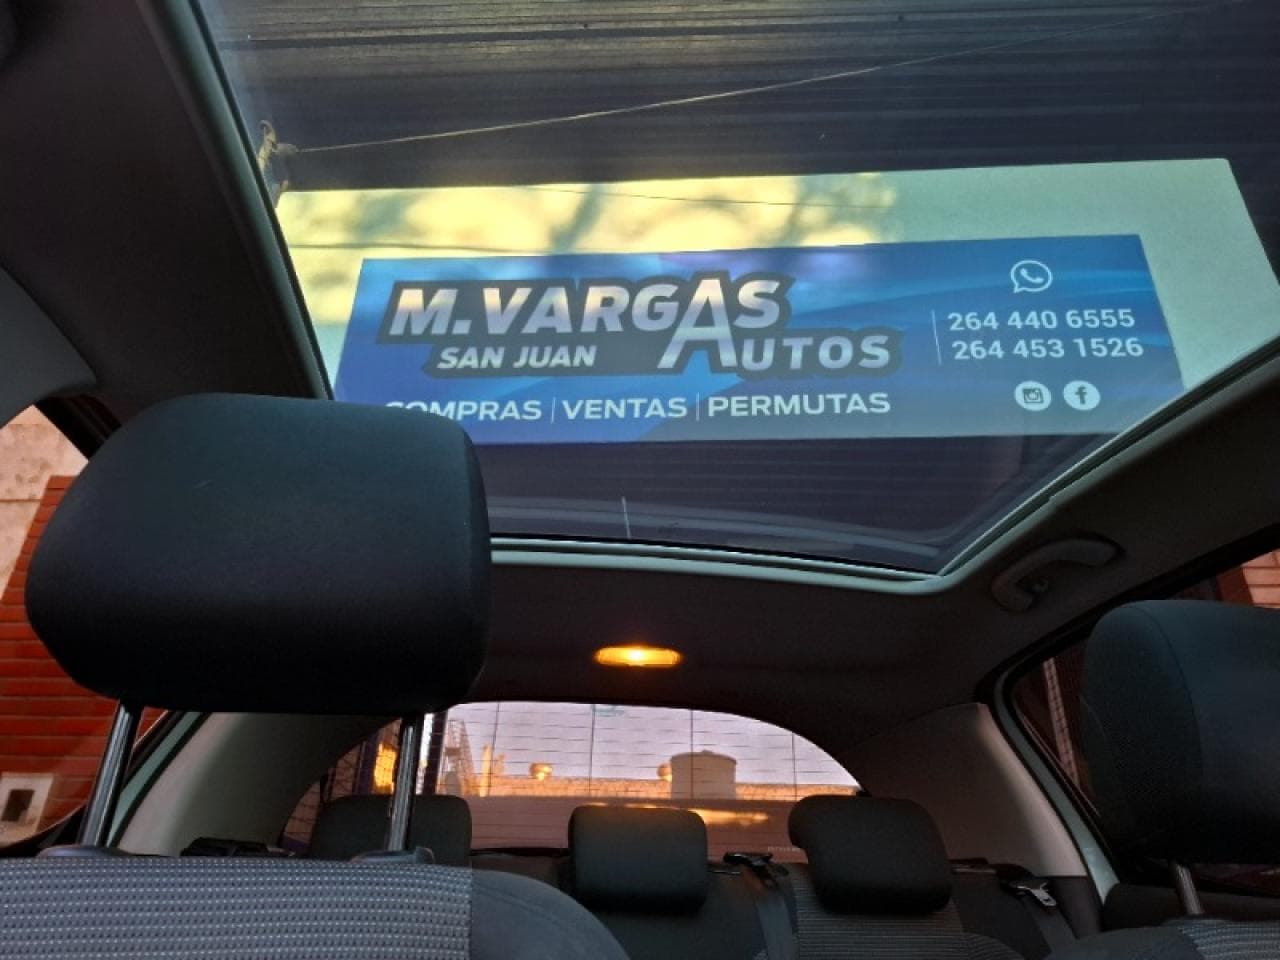 M.VARGAS AUTOS
SAN JUAN
COMPRAS | VENTAS | PERMUTAS
264 440 6555
264 453 1526